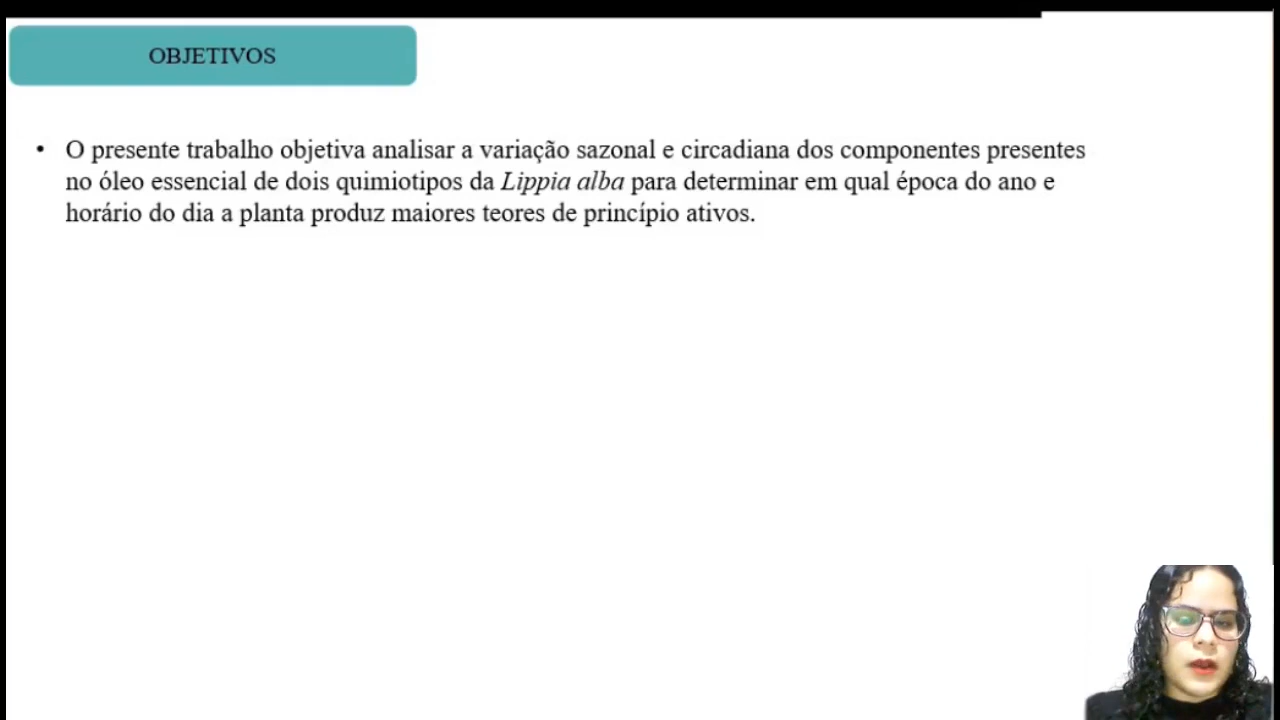 OBJETIVOS
• O presente trabalho objetiva analisar a variação sazonal e circadiana dos componentes presentes
no óleo essencial de dois quimiotipos da Lippia alba para determinar em qual época do ano e
horário do dia a planta produz maiores teores de princípio ativos.